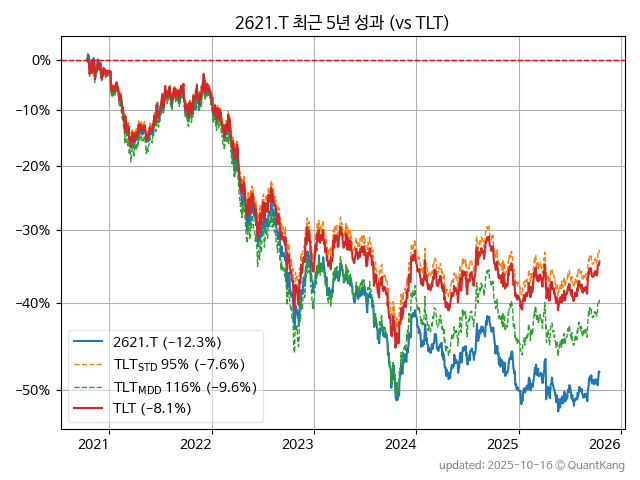 2621.T 최근 5년 성과 (vs TLT)
0%
−10%
−20%
−30%
−40%
−50%
2621.T (−12.3%)
TLT_STD 95% (−7.6%)
TLT_MDD 116% (−9.6%)
TLT (−8.1%)
2021 2022 2023 2024 2025 2026
updated: 2025-10-16 © QuantKang